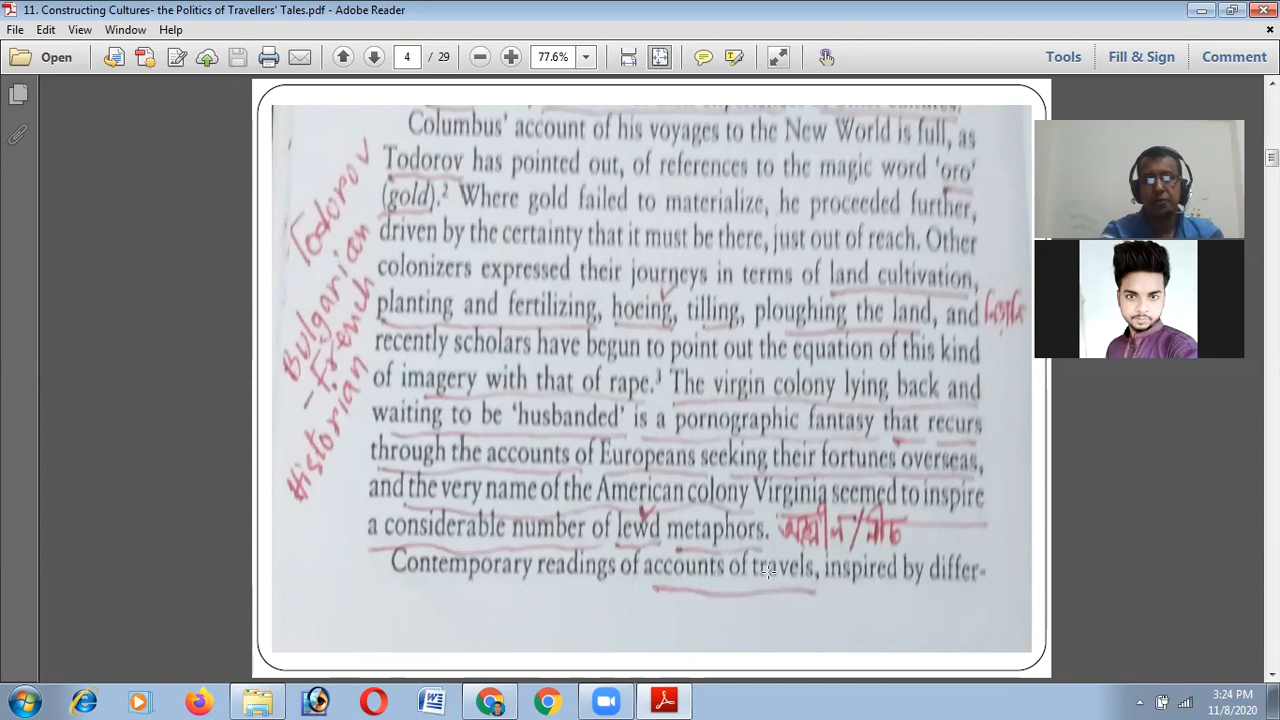 11. Constructing Cultures- the Politics of Travellers' Tales.pdf - Adobe Reader
File Edit View Window Help
Open 4 / 29 77.6% Tools Fill & Sign Comment
Columbus' account of his voyages to the New World is full, as
Todorov has pointed out, of references to the magic word 'oro'
(gold).2 Where gold failed to materialize, he proceeded further,
driven by the certainty that it must be there, just out of reach. Other
colonizers expressed their journeys in terms of land cultivation,
planting and fertilizing, hoeing, tilling, ploughing the land, and
recently scholars have begun to point out the equation of this kind
of imagery with that of rape.3 The virgin colony lying back and
waiting to be 'husbanded' is a pornographic fantasy that recurs
through the accounts of Europeans seeking their fortunes overseas,
and the very name of the American colony Virginia seemed to inspire
a considerable number of lewd metaphors. অশ্লীল/নীচ
Contemporary readings of accounts of travels, inspired by differ-
Todorov
Bulgarian
- French
Historian
3:24 PM
11/8/2020